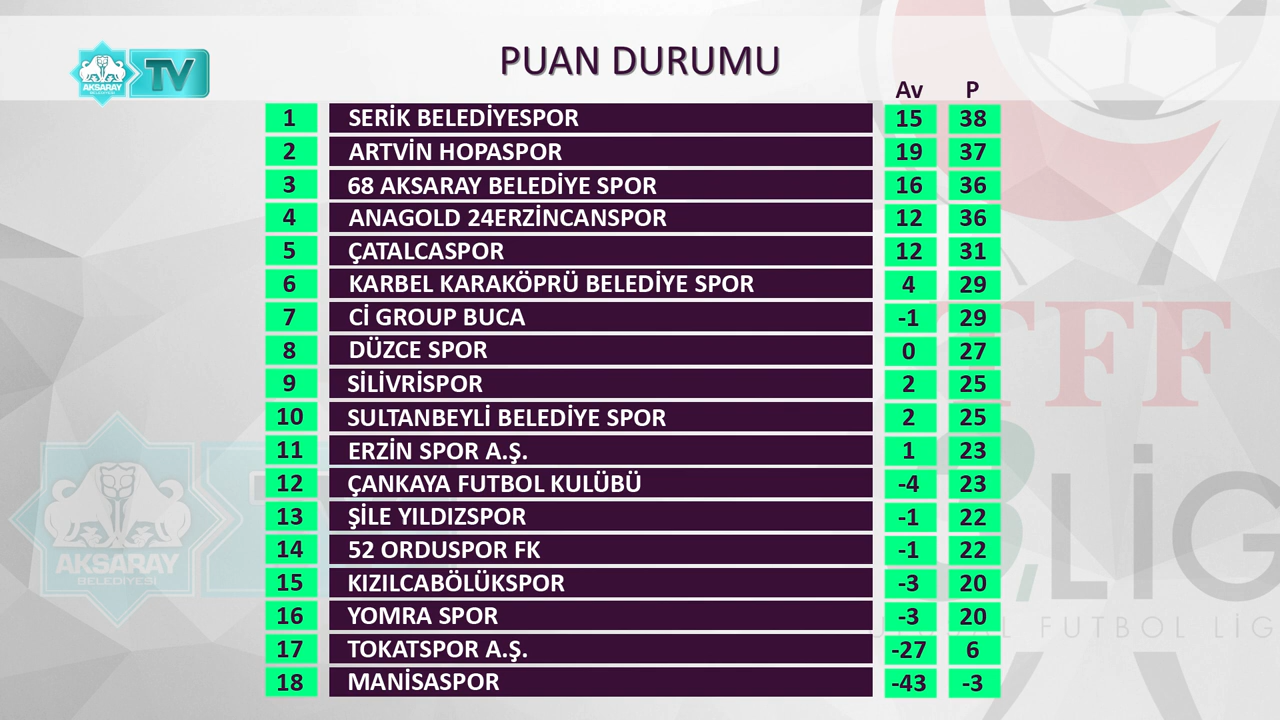 AKSARAY
BELEDİYESİ
TV
PUAN DURUMU
Av P
1 SERİK BELEDİYESPOR 15 38
2 ARTVİN HOPASPOR 19 37
3 68 AKSARAY BELEDİYE SPOR 16 36
4 ANAGOLD 24ERZİNCANSPOR 12 36
5 ÇATALCASPOR 12 31
6 KARBEL KARAKÖPRÜ BELEDİYE SPOR 4 29
7 Cİ GROUP BUCA -1 29
8 DÜZCE SPOR 0 27
9 SİLİVRİSPOR 2 25
10 SULTANBEYLİ BELEDİYE SPOR 2 25
11 ERZİN SPOR A.Ş. 1 23
12 ÇANKAYA FUTBOL KULÜBÜ -4 23
13 ŞİLE YILDIZSPOR -1 22
14 52 ORDUSPOR FK -1 22
15 KIZILCABÖLÜKSPOR -3 20
16 YOMRA SPOR -3 20
17 TOKATSPOR A.Ş. -27 6
18 MANİSASPOR -43 -3
TFF
LİG
FUTBOL LİG
AKSARAY
BELEDİYESİ